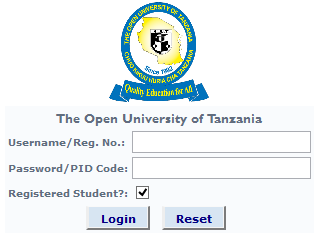 THE OPEN UNIVERSITY OF TANZANIA
CHUO KIKUU HURIA CHA TANZANIA
Since 1992
Quality Education for All
The Open University of Tanzania
Username/Reg. No.:
Password/PID Code:
Registered Student?:
Login Reset